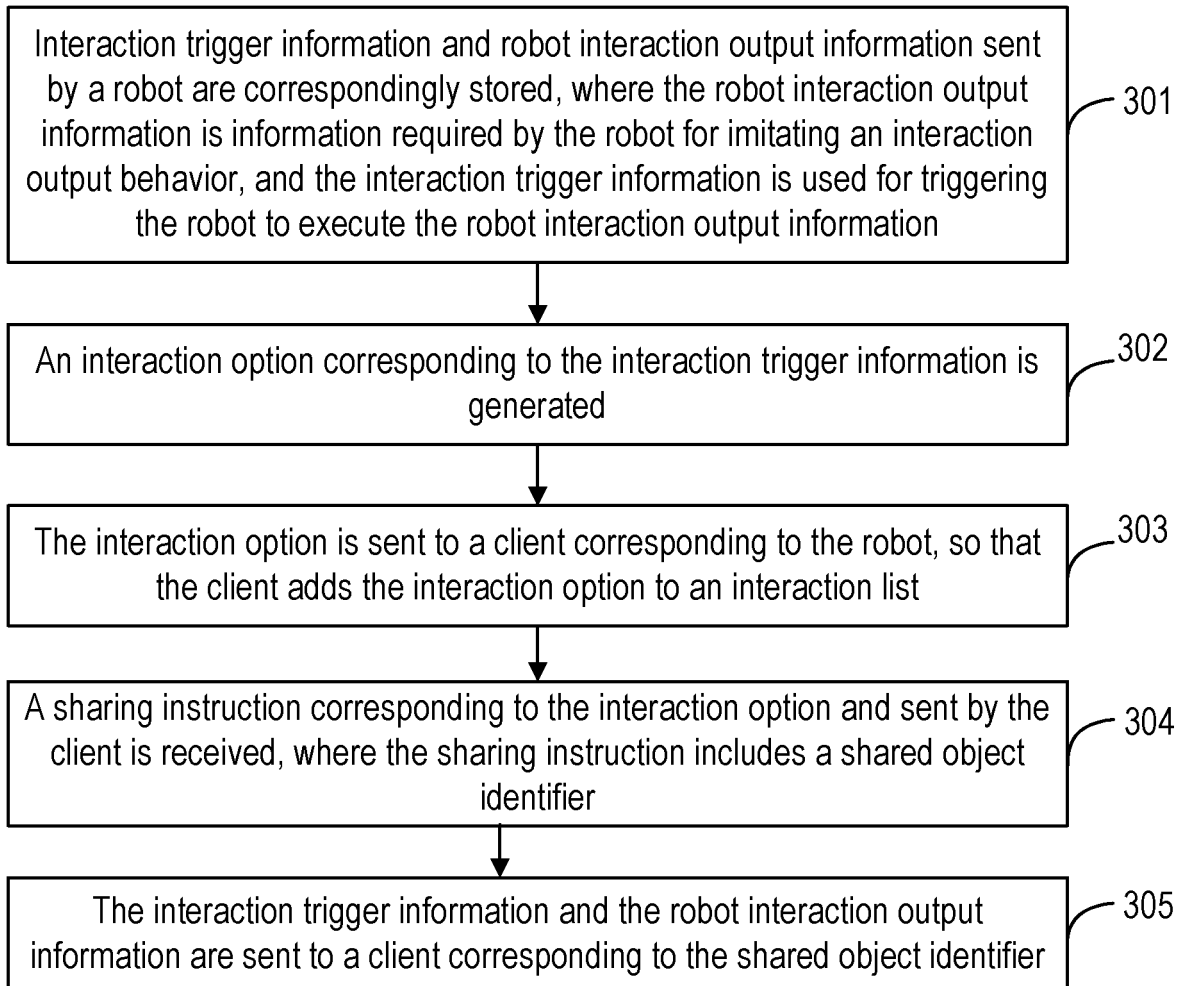 Interaction trigger information and robot interaction output information sent
by a robot are correspondingly stored, where the robot interaction output
information is information required by the robot for imitating an interaction
output behavior, and the interaction trigger information is used for triggering
the robot to execute the robot interaction output information
301
An interaction option corresponding to the interaction trigger information is
generated
302
The interaction option is sent to a client corresponding to the robot, so that
the client adds the interaction option to an interaction list
303
A sharing instruction corresponding to the interaction option and sent by the
client is received, where the sharing instruction includes a shared object
identifier
304
The interaction trigger information and the robot interaction output
information are sent to a client corresponding to the shared object identifier
305